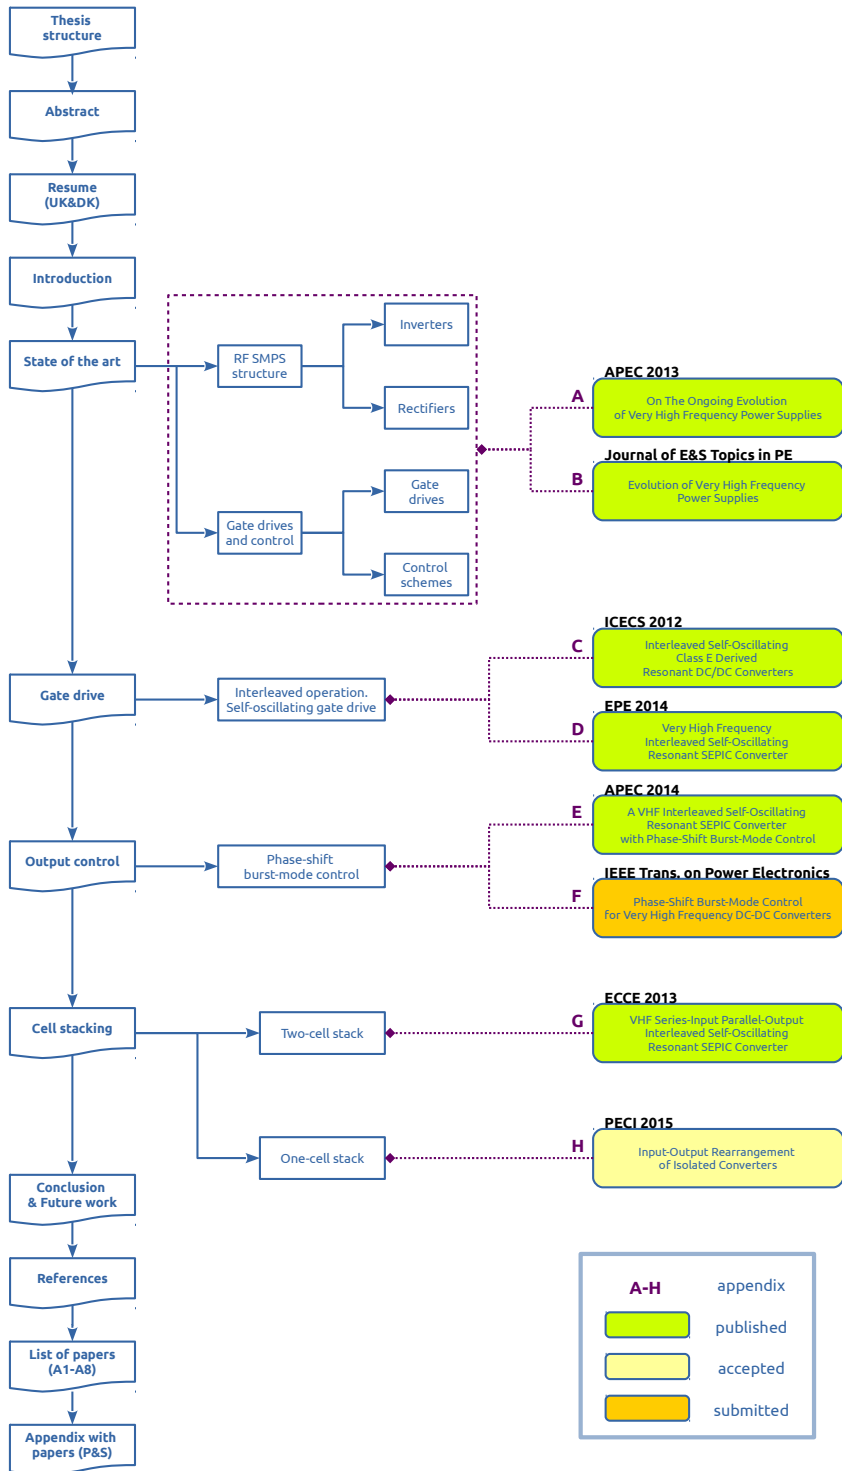 Thesis
structure
Abstract
Resume
(UK&DK)
Introduction
State of the art
RF SMPS
structure
Inverters
Rectifiers
Gate drives
and control
Gate
drives
Control
schemes
APEC 2013
A
On The Ongoing Evolution
of Very High Frequency Power Supplies
Journal of E&S Topics in PE
B
Evolution of Very High Frequency
Power Supplies
Gate drive
Interleaved operation.
Self-oscillating gate drive
ICECS 2012
C
Interleaved Self-Oscillating
Class E Derived
Resonant DC/DC Converters
EPE 2014
D
Very High Frequency
Interleaved Self-Oscillating
Resonant SEPIC Converter
Output control
Phase-shift
burst-mode control
APEC 2014
E
A VHF Interleaved Self-Oscillating
Resonant SEPIC Converter
with Phase-Shift Burst-Mode Control
IEEE Trans. on Power Electronics
F
Phase-Shift Burst-Mode Control
for Very High Frequency DC-DC Converters
Cell stacking
Two-cell stack
ECCE 2013
G
VHF Series-Input Parallel-Output
Interleaved Self-Oscillating
Resonant SEPIC Converter
One-cell stack
PECI 2015
H
Input-Output Rearrangement
of Isolated Converters
Conclusion
& Future work
References
List of papers
(A1-A8)
Appendix with
papers (P&S)
A-H appendix
published
accepted
submitted